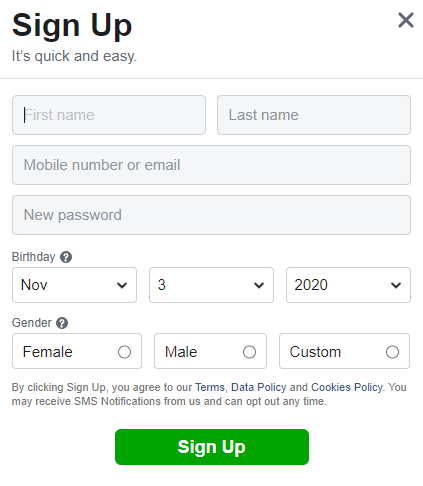 Sign Up
It's quick and easy.
First name
Last name
Mobile number or email
New password
Birthday ?
Nov 3 2020
Gender ?
Female Male Custom
By clicking Sign Up, you agree to our Terms, Data Policy and Cookies Policy. You
may receive SMS Notifications from us and can opt out any time.
Sign Up